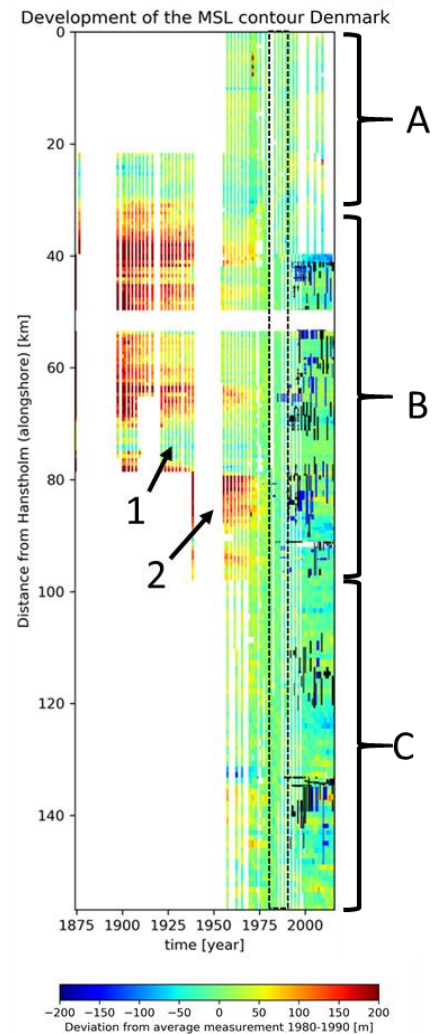 Development of the MSL contour Denmark
0
20
40
60
80
100
120
140
Distance from Hanstholm (alongshore) [km]
1875 1900 1925 1950 1975 2000
time [year]
A
B
C
1
2
−200 −150 −100 −50 0 50 100 150 200
Deviation from average measurement 1980-1990 [m]